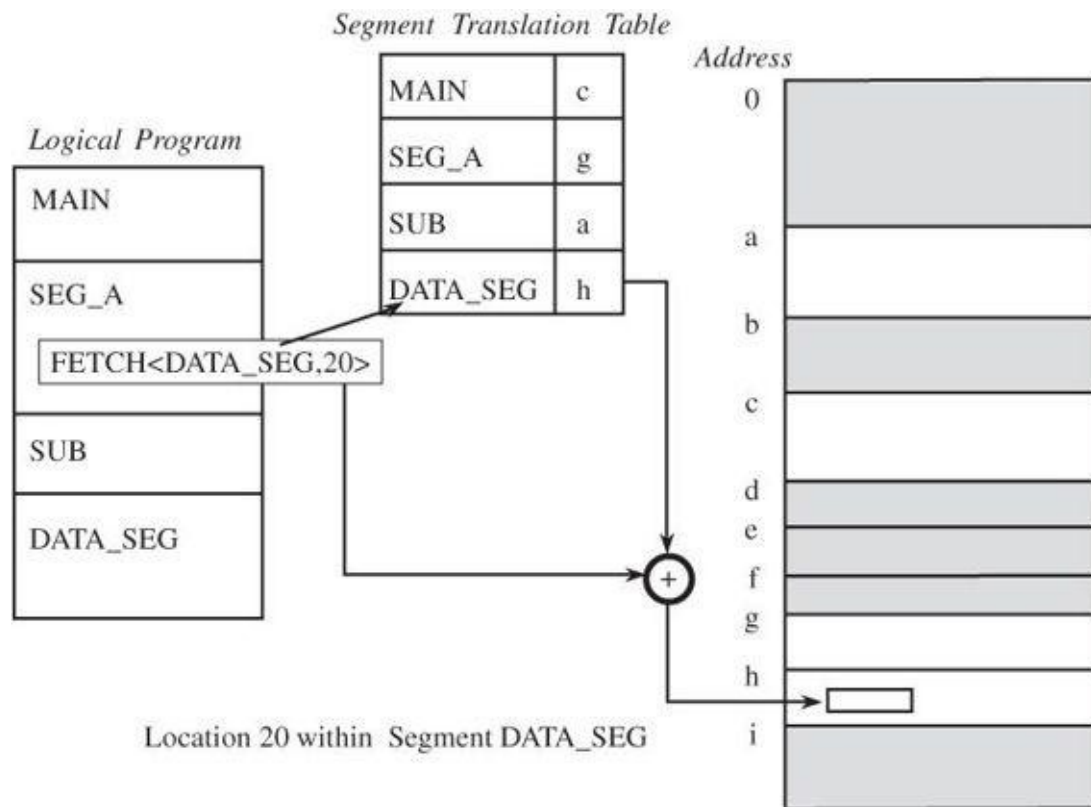 Segment Translation Table
MAIN c
SEG_A g
SUB a
DATA_SEG h
Logical Program
MAIN
SEG_A
FETCH<DATA_SEG,20>
SUB
DATA_SEG
+
Location 20 within Segment DATA_SEG
Address
0
a
b
c
d
e
f
g
h
i